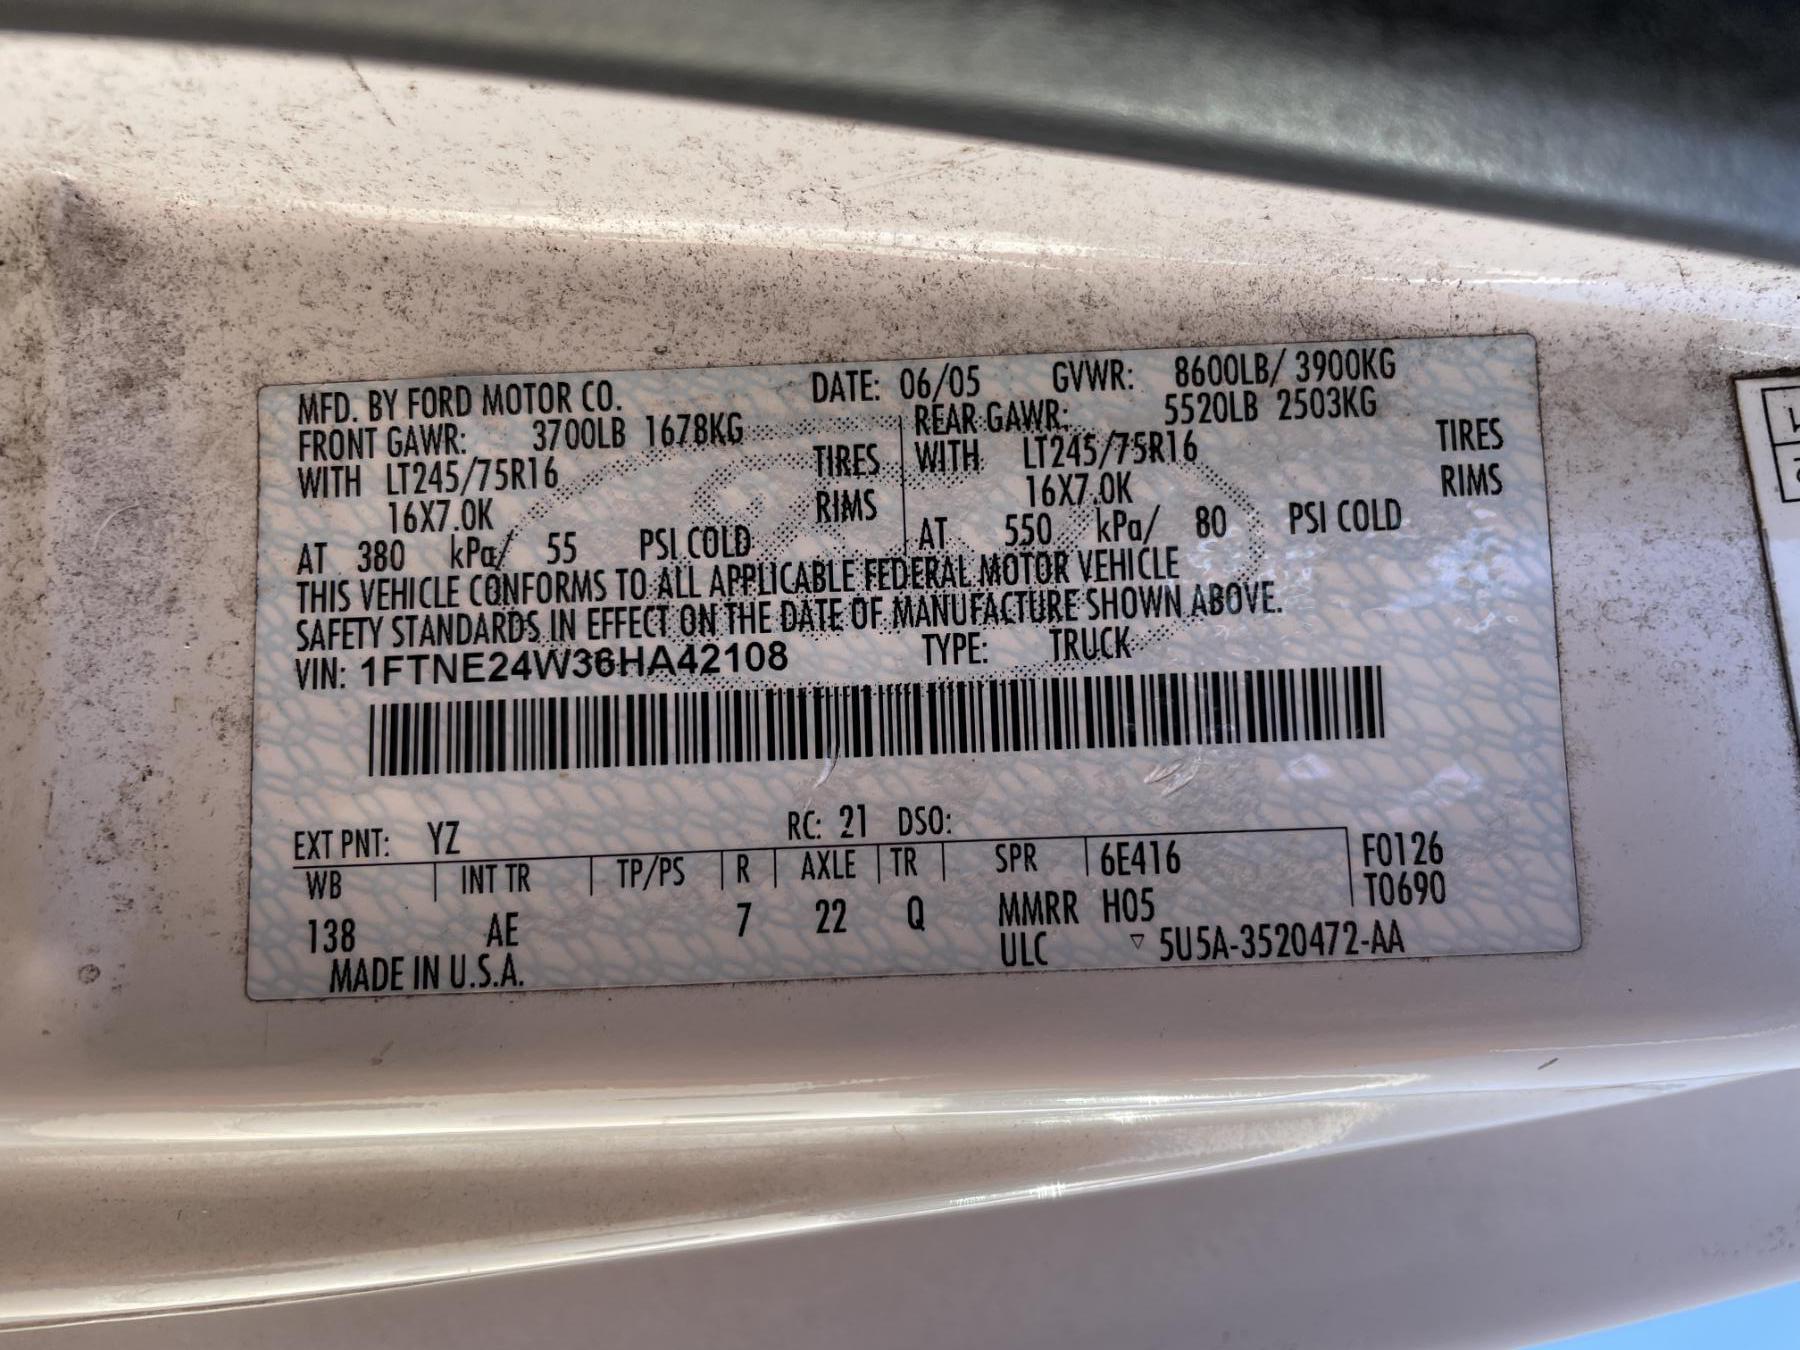 MFD. BY FORD MOTOR CO. DATE: 06/05 GVWR: 8600LB/ 3900KG
FRONT GAWR: 3700LB 1678KG REAR GAWR: 5520LB 2503KG
WITH LT245/75R16 TIRES WITH LT245/75R16 TIRES
16X7.0K RIMS 16X7.0K RIMS
AT 380 kPa/ 55 PSI COLD AT 550 kPa/ 80 PSI COLD
THIS VEHICLE CONFORMS TO ALL APPLICABLE FEDERAL MOTOR VEHICLE
SAFETY STANDARDS IN EFFECT ON THE DATE OF MANUFACTURE SHOWN ABOVE.
VIN: 1FTNE24W36HA42108 TYPE: TRUCK
EXT PNT: YZ RC: 21 DSO:
WB INT TR TP/PS R AXLE TR SPR 6E416 F0126
T0690
138 AE 7 22 Q MMRR H05
MADE IN U.S.A. ULC ▽ 5U5A-3520472-AA